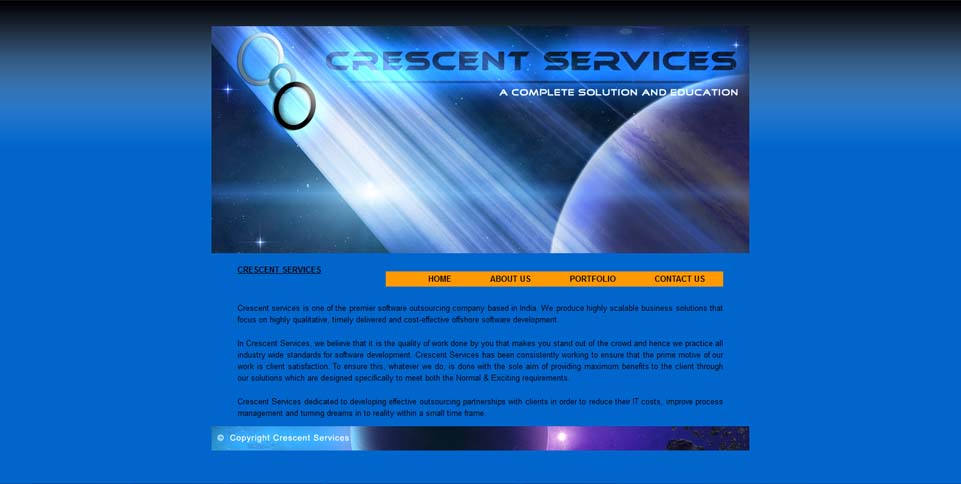 CRESCENT SERVICES
A COMPLETE SOLUTION AND EDUCATION
CRESCENT SERVICES
HOME ABOUT US PORTFOLIO CONTACT US
Crescent services is one of the premier software outsourcing company based in India. We produce highly scalable business solutions that
focus on highly qualitative, timely delivered and cost-effective offshore software development.
In Crescent Services, we believe that it is the quality of work done by you that makes you stand out of the crowd and hence we practice all
industry wide standards for software development. Crescent Services has been consistently working to ensure that the prime motive of our
work is client satisfaction. To ensure this, whatever we do, is done with the sole aim of providing maximum benefits to the client through
our solutions which are designed specifically to meet both the Normal & Exciting requirements.
Crescent Services dedicated to developing effective outsourcing partnerships with clients in order to reduce their IT costs, improve process
management and turning dreams in to reality within a small time frame.
© Copyright Crescent Services